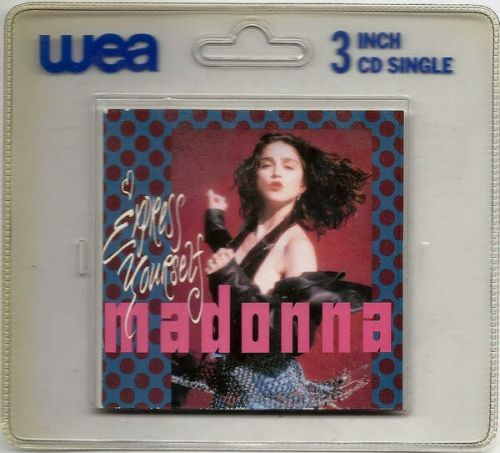 wea
3 INCH
CD SINGLE
Express
Yourself
madonna